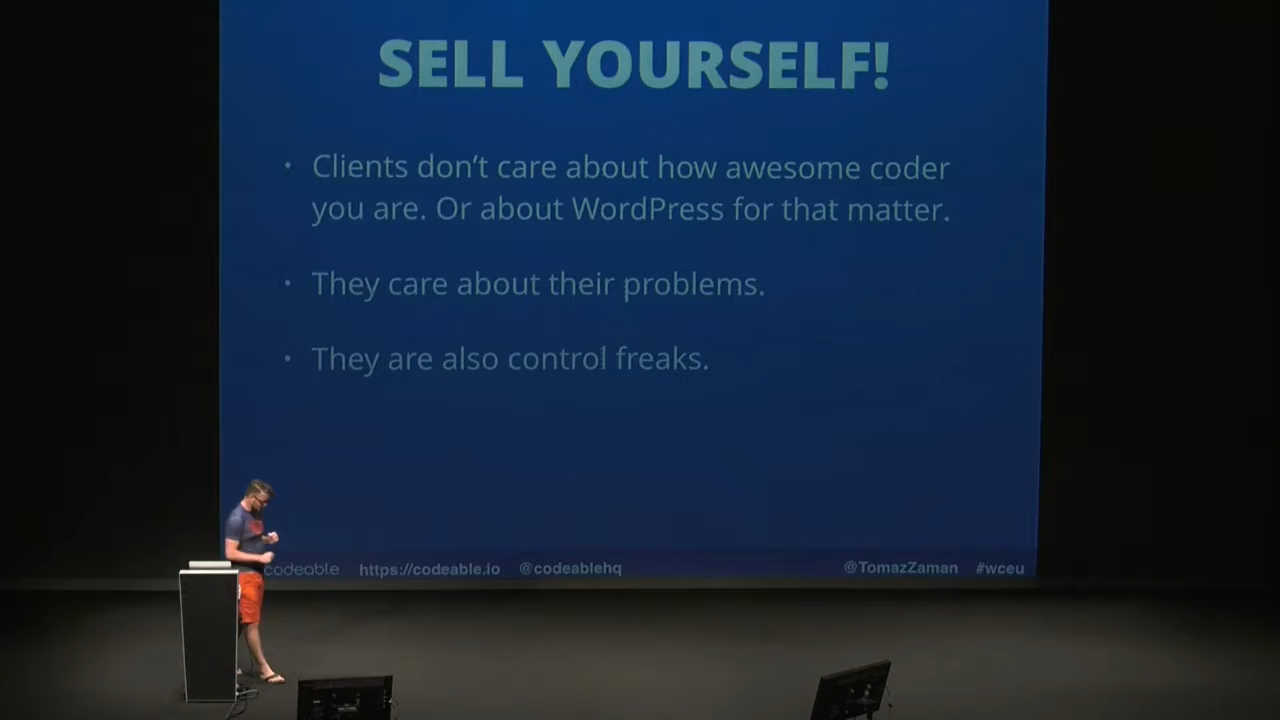 SELL YOURSELF!
• Clients don't care about how awesome coder
you are. Or about WordPress for that matter.
• They care about their problems.
• They are also control freaks.
codeable https://codeable.io @codeablehq @TomazZaman #wceu